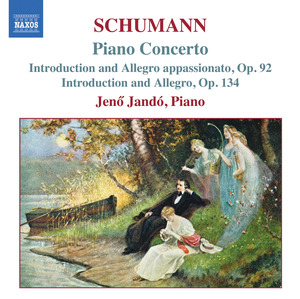 NAXOS
SCHUMANN
Piano Concerto
Introduction and Allegro appassionato, Op. 92
Introduction and Allegro, Op. 134
Jenő Jandó, Piano